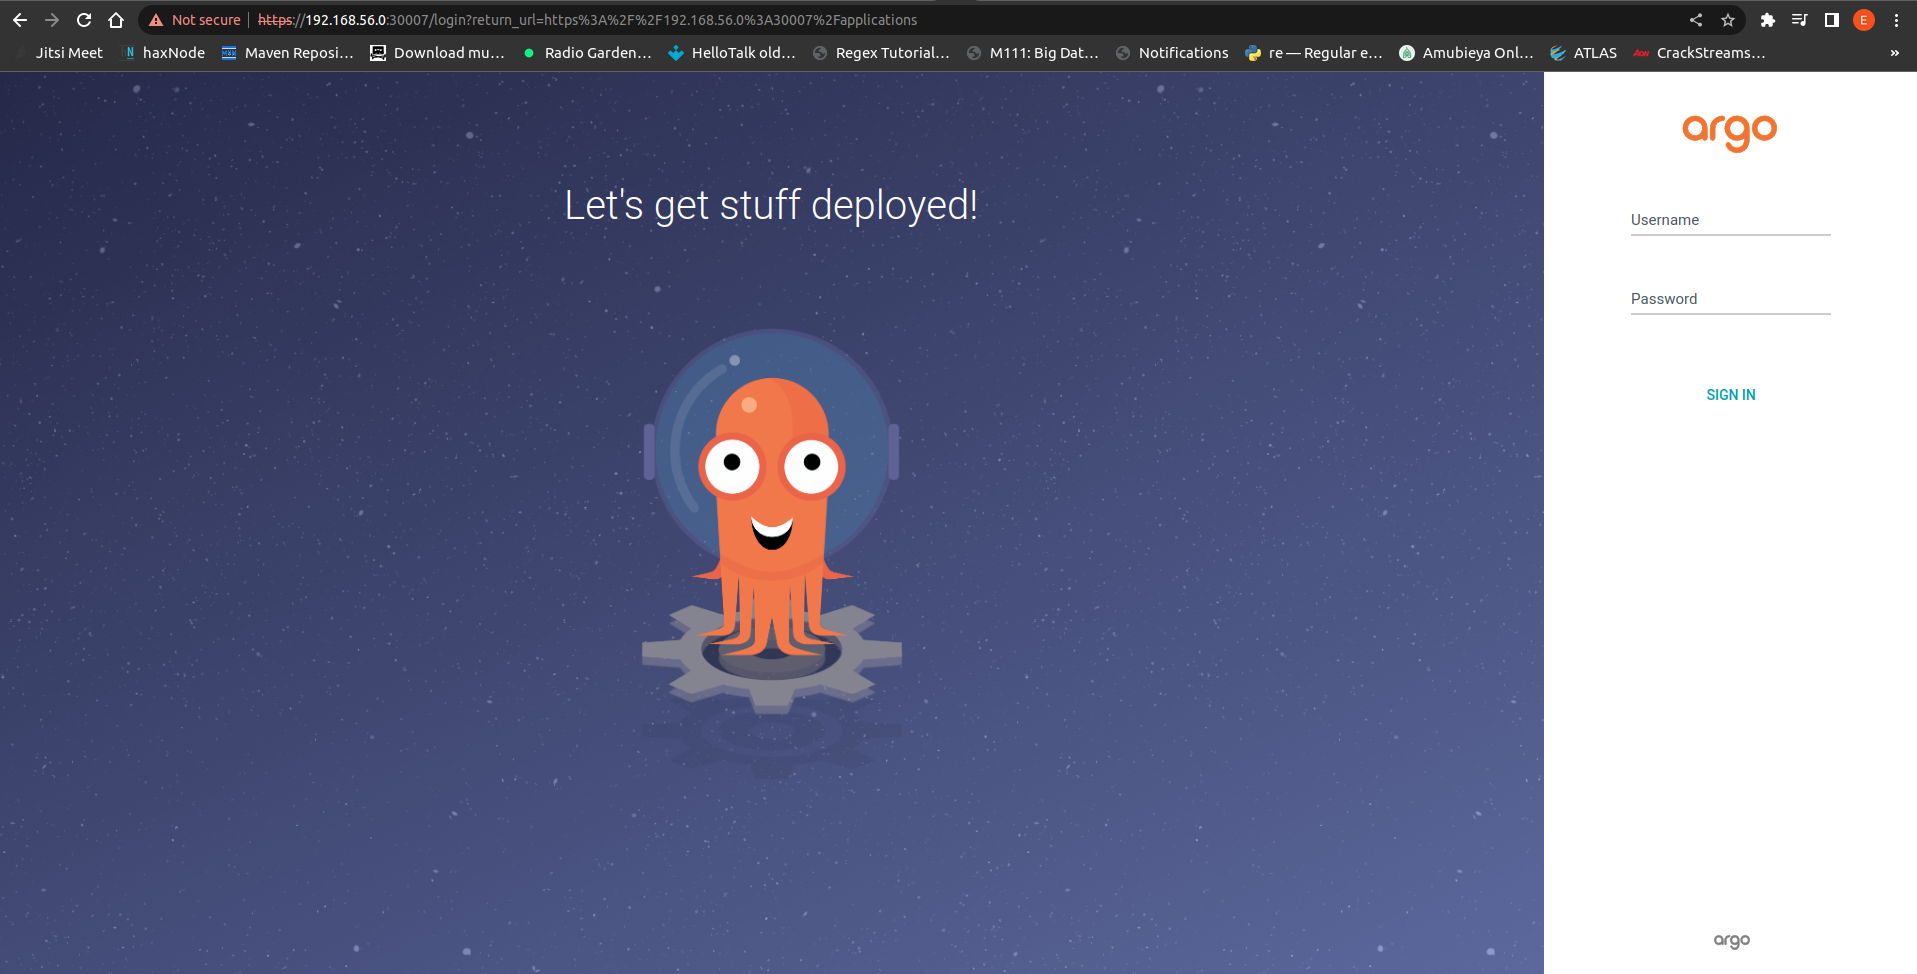 Not secure https://192.168.56.0:30007/login?return_url=https%3A%2F%2F192.168.56.0%3A30007%2Fapplications E
Jitsi Meet N haxNode Maven Reposi... Download mu... Radio Garden... HelloTalk old... Regex Tutorial... M111: Big Dat... Notifications re — Regular e... Amubieya Onl... ATLAS CrackStreams... »
argo
Let's get stuff deployed!
Username
Password
SIGN IN
argo